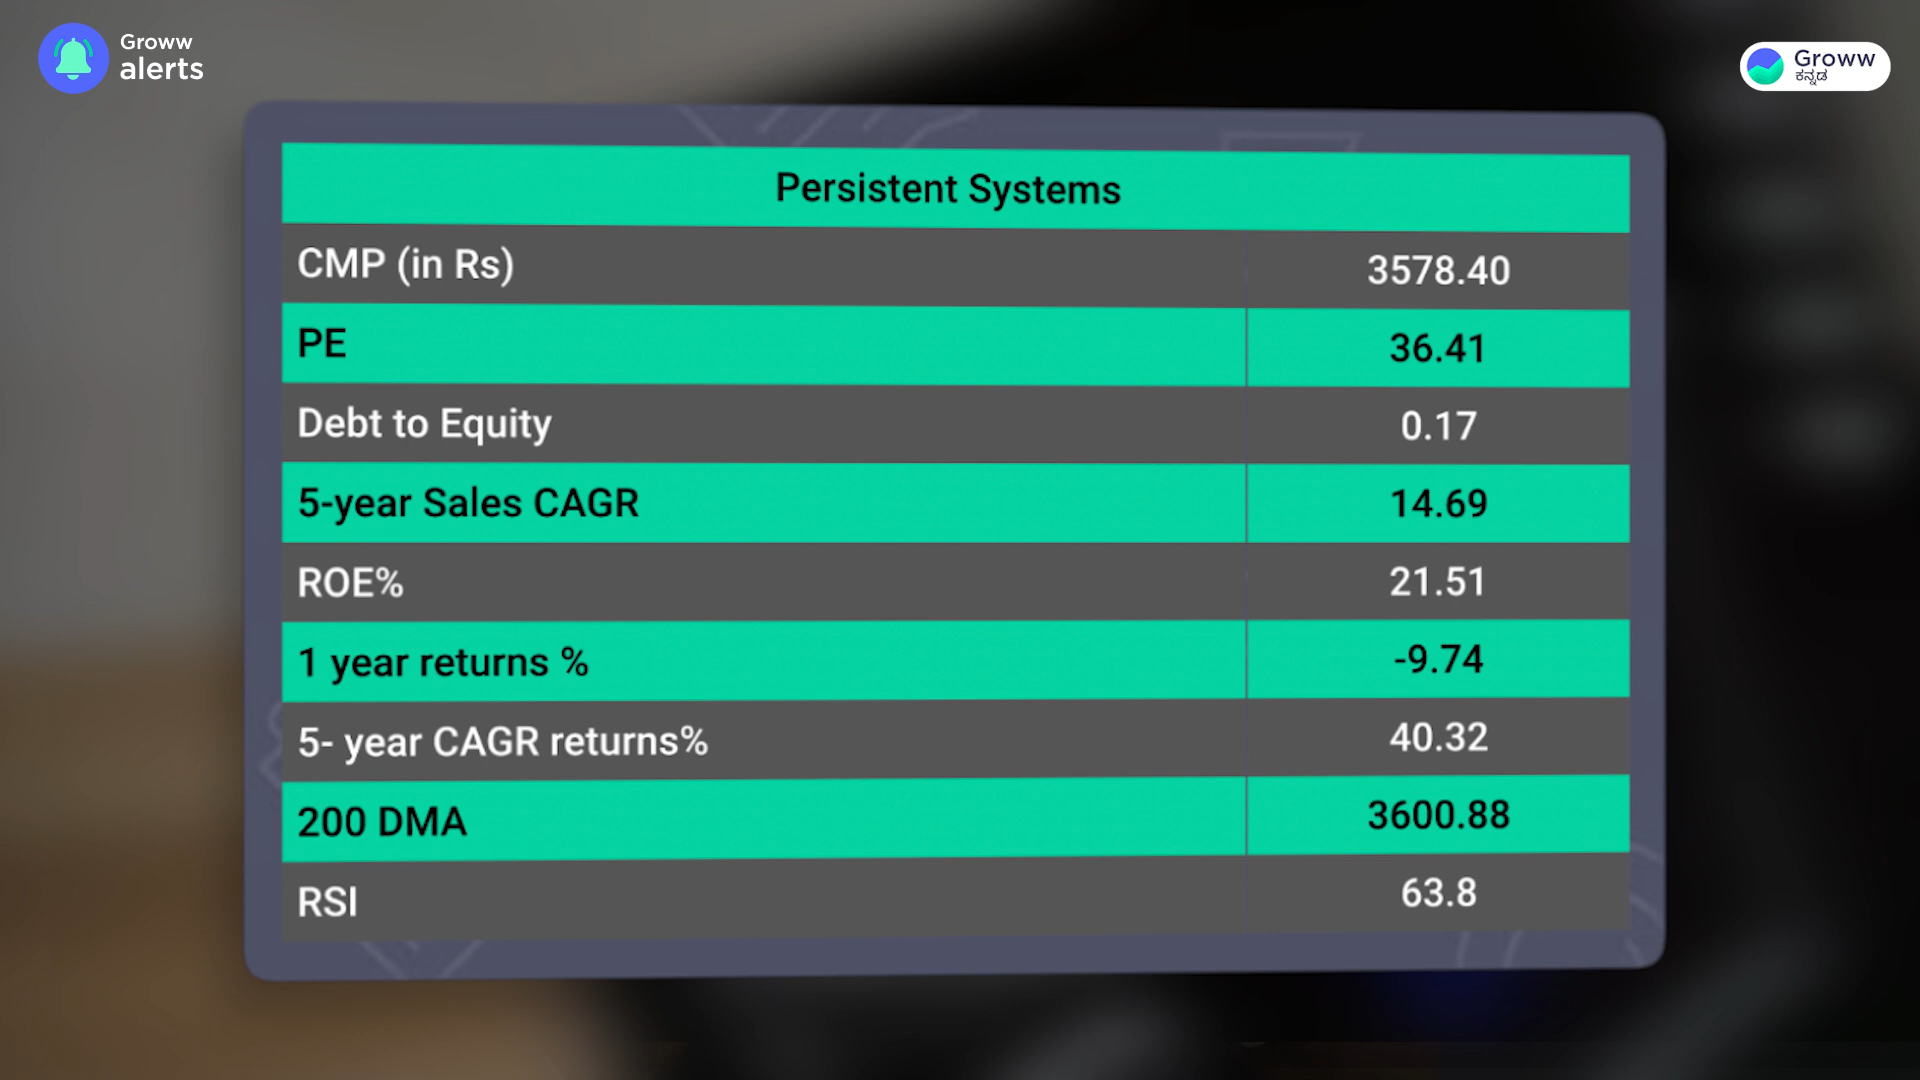 Groww
alerts
Groww
ಕನ್ನಡ
Persistent Systems
CMP (in Rs) 3578.40
PE 36.41
Debt to Equity 0.17
5-year Sales CAGR 14.69
ROE% 21.51
1 year returns % -9.74
5- year CAGR returns% 40.32
200 DMA 3600.88
RSI 63.8